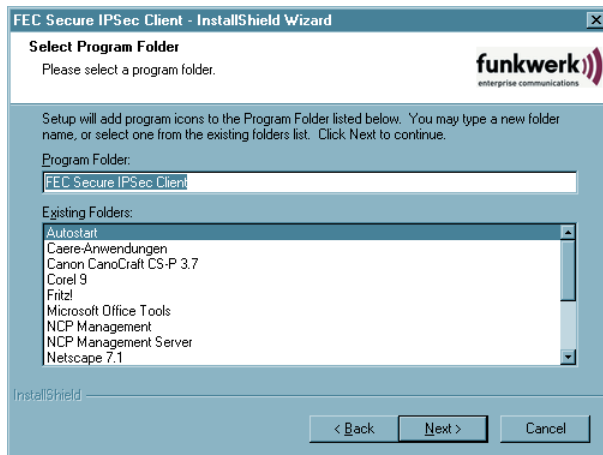 FEC Secure IPSec Client - InstallShield Wizard
Select Program Folder
Please select a program folder.
funkwerk
enterprise communications
Setup will add program icons to the Program Folder listed below. You may type a new folder
name, or select one from the existing folders list. Click Next to continue.
Program Folder:
FEC Secure IPSec Client
Existing Folders:
Autostart
Caere-Anwendungen
Canon CanoCraft CS-P 3.7
Corel 9
Fritz!
Microsoft Office Tools
NCP Management
NCP Management Server
Netscape 7.1
InstallShield
< Back
Next >
Cancel